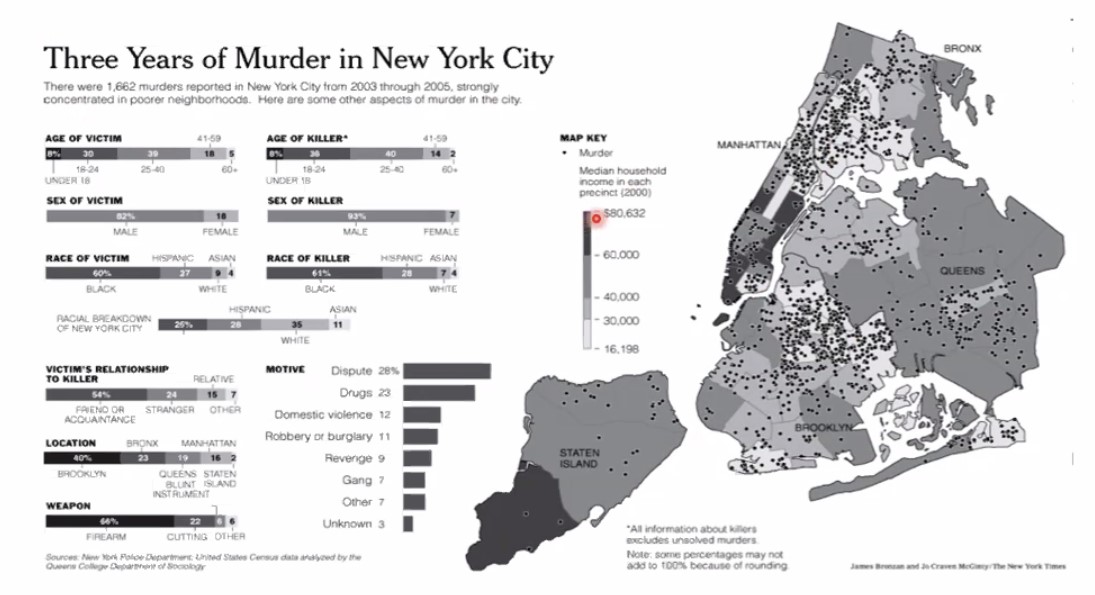 Three Years of Murder in New York City
There were 1,662 murders reported in New York City from 2003 through 2005, strongly
concentrated in poorer neighborhoods. Here are some other aspects of murder in the city.
AGE OF VICTIM 41-59
8% 30 39 18 5
18-24 25-40 60+
UNDER 18
AGE OF KILLER* 41-59
8% 36 40 14 2
18-24 25-40 60+
UNDER 18
SEX OF VICTIM
82% 18
MALE FEMALE
SEX OF KILLER
93% 7
MALE FEMALE
RACE OF VICTIM HISPANIC ASIAN
60% 27 9 4
BLACK WHITE
RACE OF KILLER HISPANIC ASIAN
61% 28 7 4
BLACK WHITE
HISPANIC ASIAN
RACIAL BREAKDOWN
OF NEW YORK CITY
25% 28 35 11
WHITE
VICTIM'S RELATIONSHIP
TO KILLER RELATIVE
54% 24 15 7
FRIEND OR
ACQUAINTANCE
STRANGER OTHER
LOCATION BRONX MANHATTAN
40% 23 19 16 2
BROOKLYN QUEENS STATEN
ISLAND
BLUNT
INSTRUMENT
WEAPON
66% 22 6 6
FIREARM CUTTING OTHER
MOTIVE
Dispute 28%
Drugs 23
Domestic violence 12
Robbery or burglary 11
Revenge 9
Gang 7
Other 7
Unknown 3
Sources: New York Police Department; United States Census data analyzed by the
Queens College Department of Sociology
MAP KEY
• Murder
Median household
income in each
precinct (2000)
$80,632
60,000
40,000
30,000
16,198
BRONX
MANHATTAN
QUEENS
BROOKLYN
STATEN
ISLAND
*All information about killers
excludes unsolved murders.
Note: some percentages may not
add to 100% because of rounding.
James Bronzan and Jo Craven McGinty/The New York Times